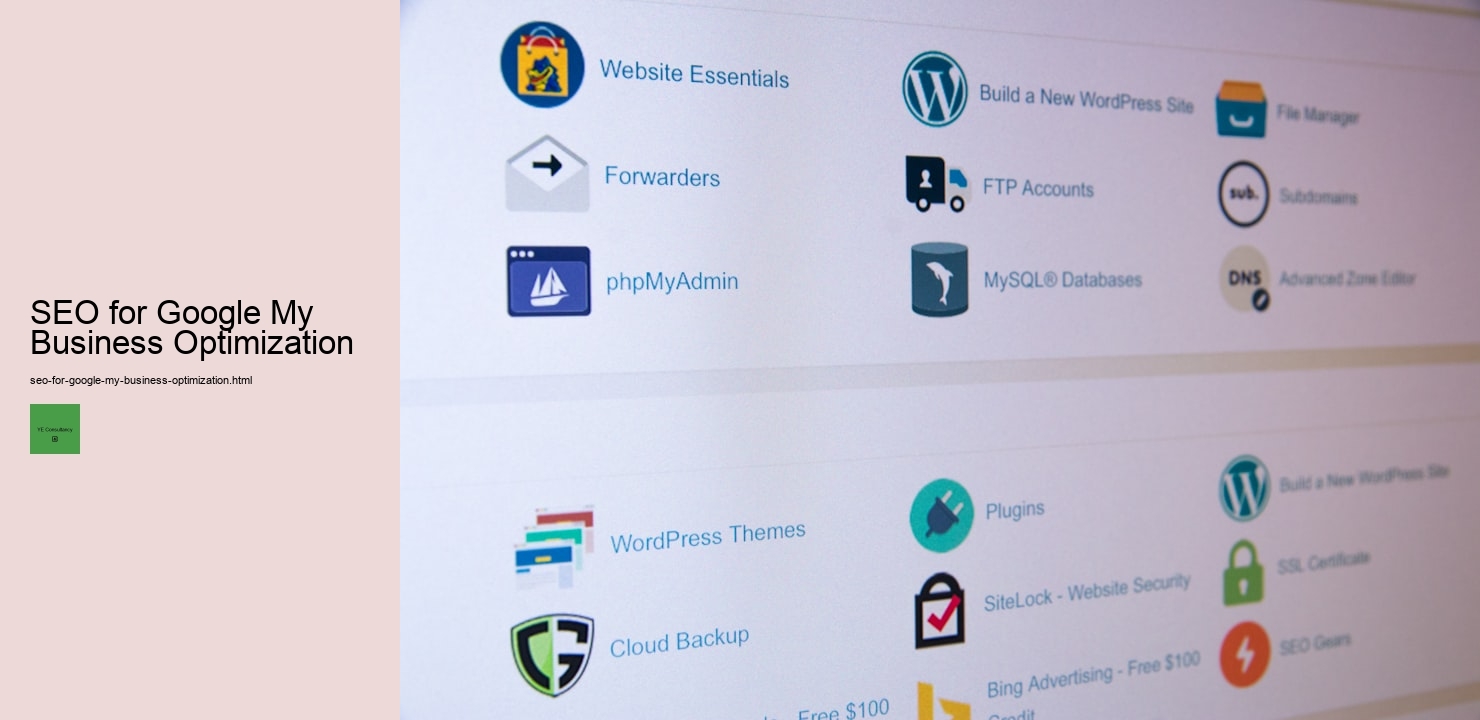 SEO for Google My
Business Optimization
seo-for-google-my-business-optimization.html
YE Consultancy
Website Essentials
Build a New WordPress Site
File Manager
Forwarders
FTP Accounts
sub.
Subdomains
phpMyAdmin
MySQL® Databases
DNS
Advanced Zone Editor
WordPress Themes
Plugins
Build a New WordPress Site
Cloud Backup
SiteLock - Website Security
SSL Certificate
Free $100
Bing Advertising - Free $100
Credit
SEO Gears